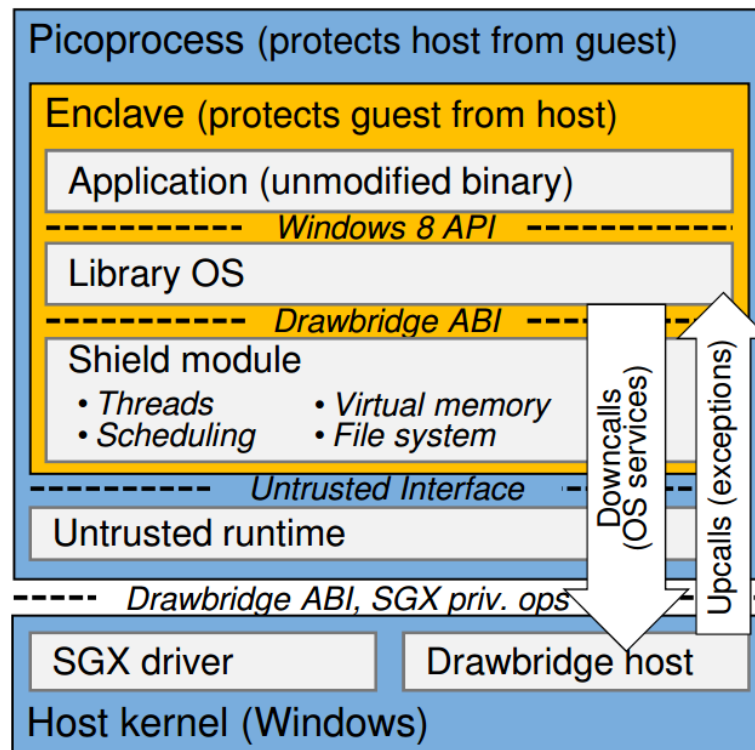 Picoprocess (protects host from guest)
Enclave (protects guest from host)
Application (unmodified binary)
Windows 8 API
Library OS
Drawbridge ABI
Shield module
• Threads
• Virtual memory
• Scheduling
• File system
Untrusted Interface
Untrusted runtime
Downcalls
(OS services)
Upcalls (exceptions)
Drawbridge ABI, SGX priv. ops
SGX driver
Drawbridge host
Host kernel (Windows)